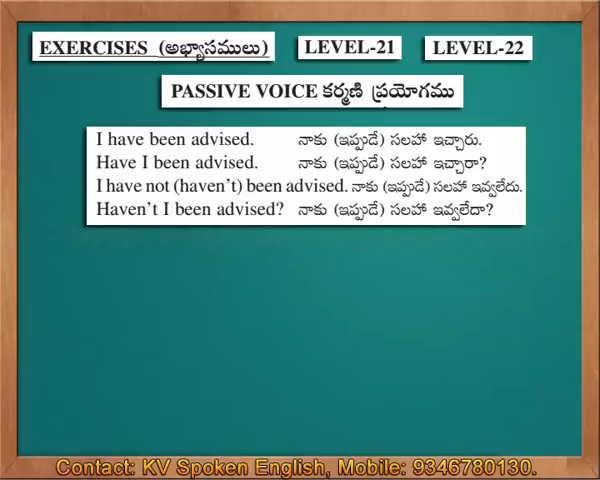 EXERCISES (అభ్యాసములు) LEVEL-21 LEVEL-22
PASSIVE VOICE కర్మణి ప్రయోగము
I have been advised. నాకు (ఇప్పుడే) సలహా ఇచ్చారు.
Have I been advised. నాకు (ఇప్పుడే) సలహా ఇచ్చారా?
I have not (haven't) been advised. నాకు (ఇప్పుడే) సలహా ఇవ్వలేదు.
Haven't I been advised? నాకు (ఇప్పుడే) సలహా ఇవ్వలేదా?
Contact: KV Spoken English, Mobile: 9346780130.